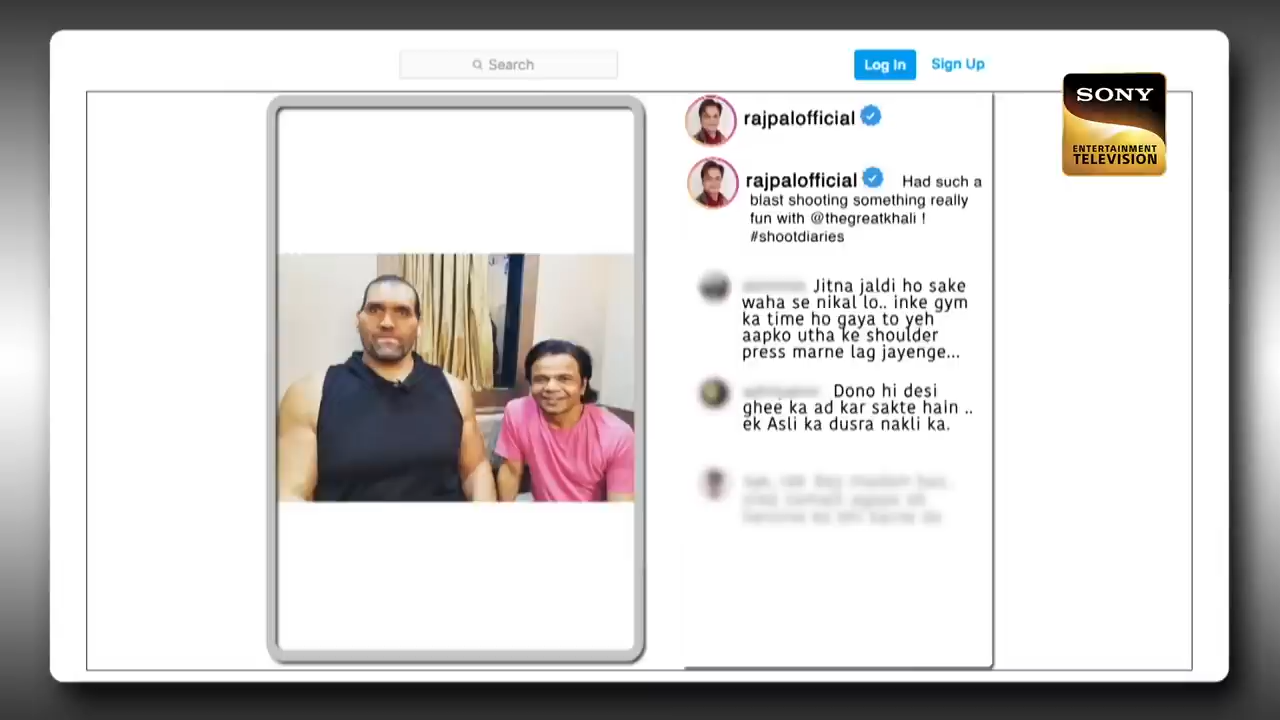 Search
Log In
Sign Up
SONY
ENTERTAINMENT
TELEVISION
rajpalofficial
rajpalofficial Had such a
blast shooting something really
fun with @thegreatkhali !
#shootdiaries
Jitna jaldi ho sake
waha se nikal lo.. inke gym
ka time ho gaya to yeh
aapko utha ke shoulder
press marne lag jayenge...
Dono hi desi
ghee ka ad kar sakte hain ..
ek Asli ka dusra nakli ka.